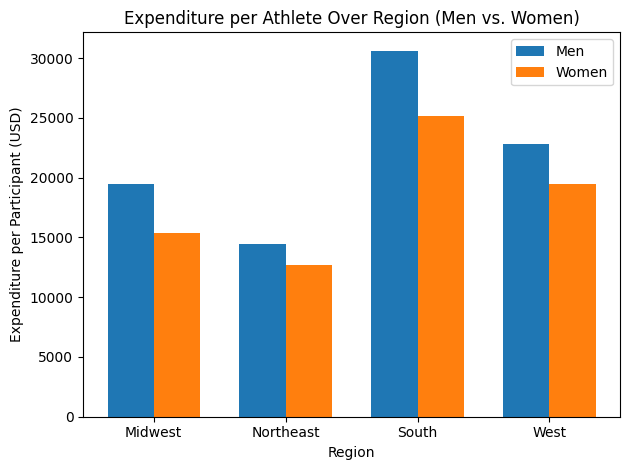 Expenditure per Athlete Over Region (Men vs. Women)
Men
Women
Expenditure per Participant (USD)
30000
25000
20000
15000
10000
5000
0
Midwest Northeast South West
Region